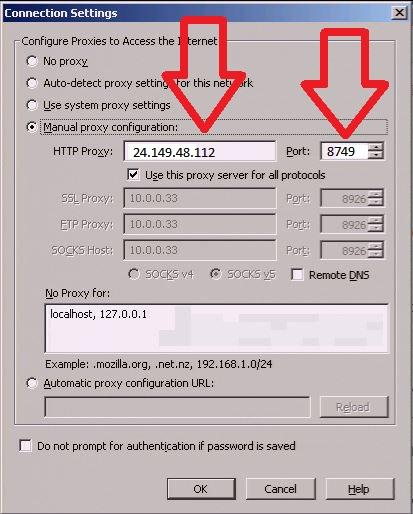 Connection Settings
Configure Proxies to Access the Internet
No proxy
Auto-detect proxy settings for this network
Use system proxy settings
Manual proxy configuration:
HTTP Proxy: 24.149.48.112 Port: 8749
Use this proxy server for all protocols
SSL Proxy: 10.0.0.33 Port: 8926
FTP Proxy: 10.0.0.33 Port: 8926
SOCKS Host: 10.0.0.33 Port: 8926
SOCKS v4 SOCKS v5 Remote DNS
No Proxy for:
localhost, 127.0.0.1
Example: .mozilla.org, .net.nz, 192.168.1.0/24
Automatic proxy configuration URL:
Reload
Do not prompt for authentication if password is saved
OK Cancel Help